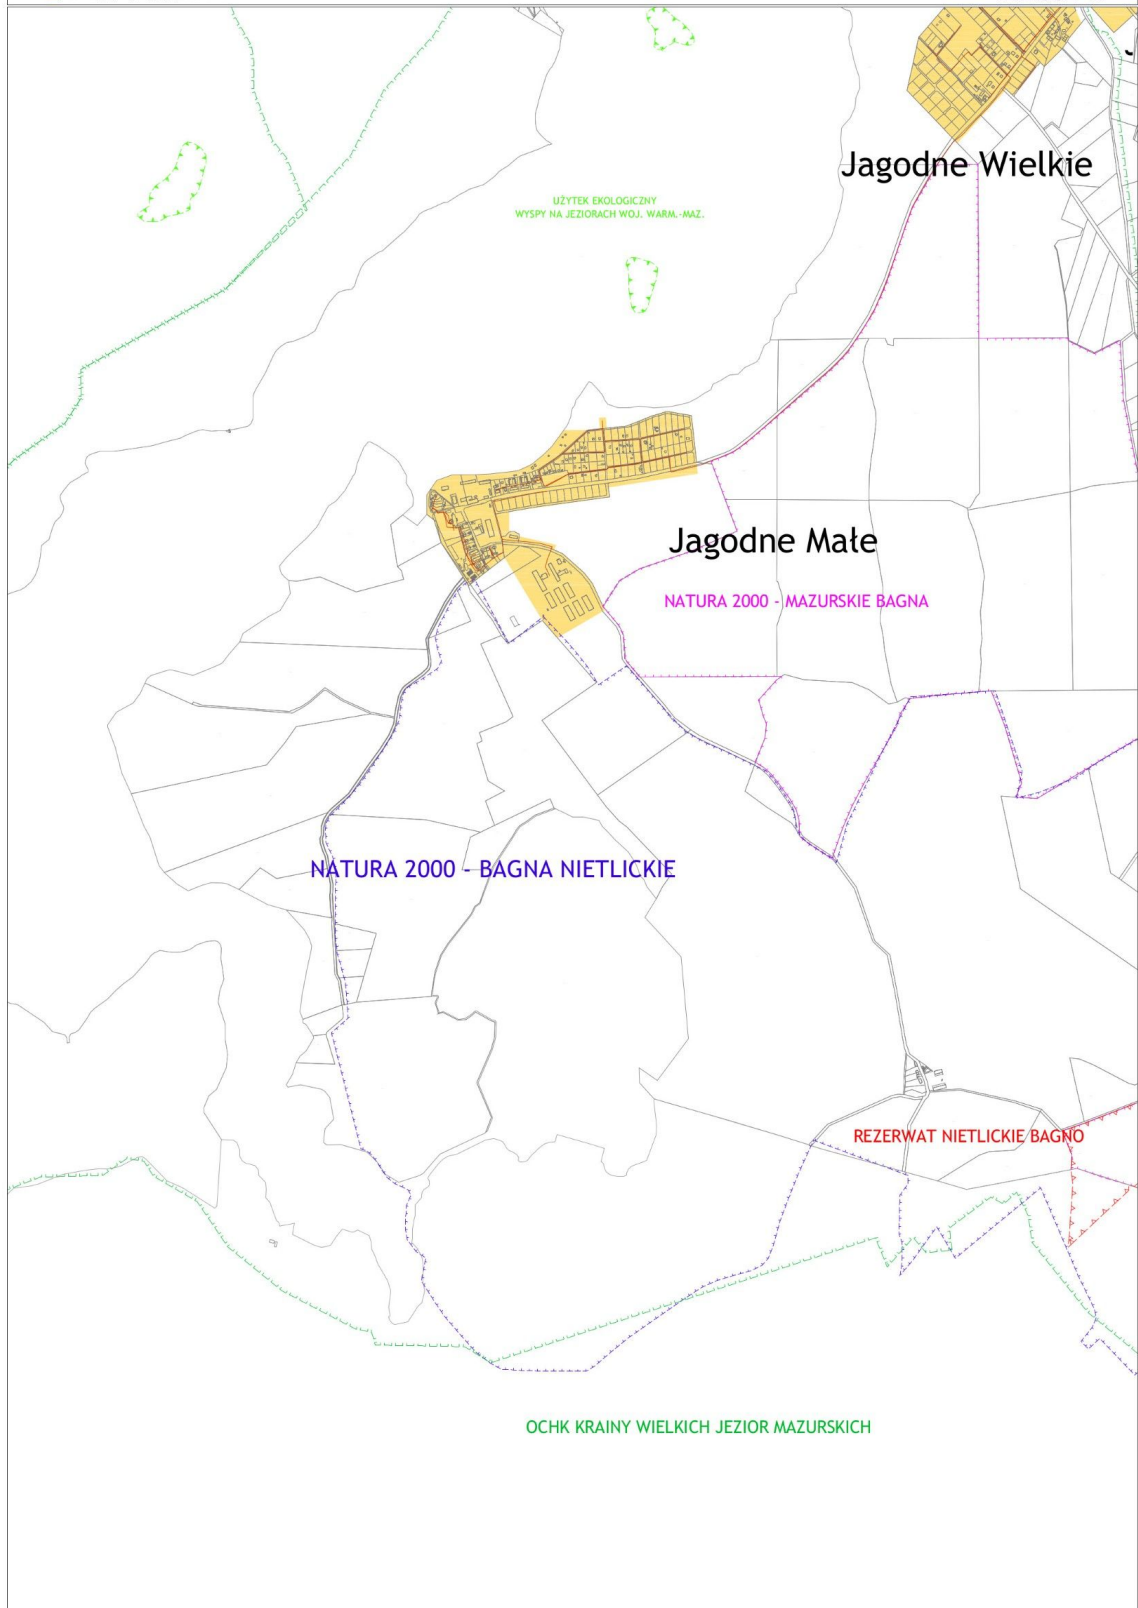 Jagodne Wielkie
UŻYTEK EKOLOGICZNY
WYSPY NA JEZIORACH WOJ. WARM.-MAZ.
Jagodne Małe
NATURA 2000 - MAZURSKIE BAGNA
NATURA 2000 - BAGNA NIETLICKIE
REZERWAT NIETLICKIE BAGNO
OCHK KRAINY WIELKICH JEZIOR MAZURSKICH